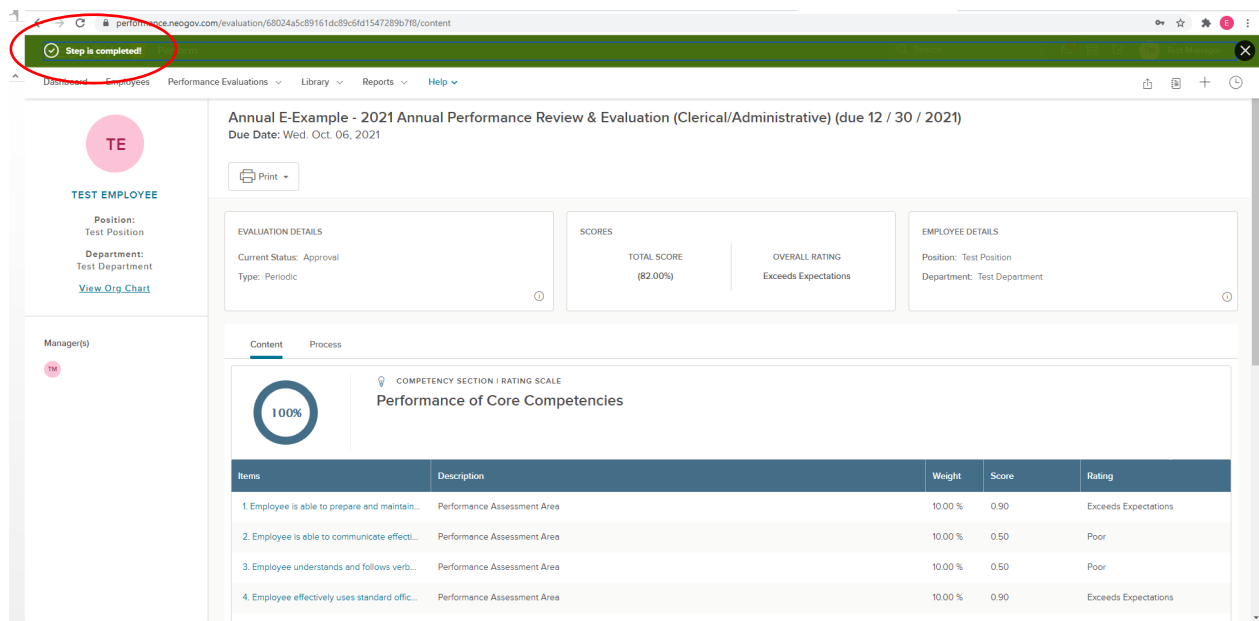 performance.neogov.com/evaluation/68024a5c89161dc89c6fd1547289b7f8/content
E
Step is completed!
Perform
Search
Test Manager
Dashboard Employees Performance Evaluations Library Reports Help
TE
TEST EMPLOYEE
Position:
Test Position
Department:
Test Department
View Org Chart
Manager(s)
TM
Annual E-Example - 2021 Annual Performance Review & Evaluation (Clerical/Administrative) (due 12 / 30 / 2021)
Due Date: Wed. Oct. 06, 2021
Print
EVALUATION DETAILS
Current Status: Approval
Type: Periodic
SCORES
TOTAL SCORE OVERALL RATING
(82.00%) Exceeds Expectations
EMPLOYEE DETAILS
Position: Test Position
Department: Test Department
Content Process
100%
COMPETENCY SECTION | RATING SCALE
Performance of Core Competencies
Items Description Weight Score Rating
1. Employee is able to prepare and maintain... Performance Assessment Area 10.00 % 0.90 Exceeds Expectations
2. Employee is able to communicate effecti... Performance Assessment Area 10.00 % 0.50 Poor
3. Employee understands and follows verb... Performance Assessment Area 10.00 % 0.50 Poor
4. Employee effectively uses standard offic... Performance Assessment Area 10.00 % 0.90 Exceeds Expectations